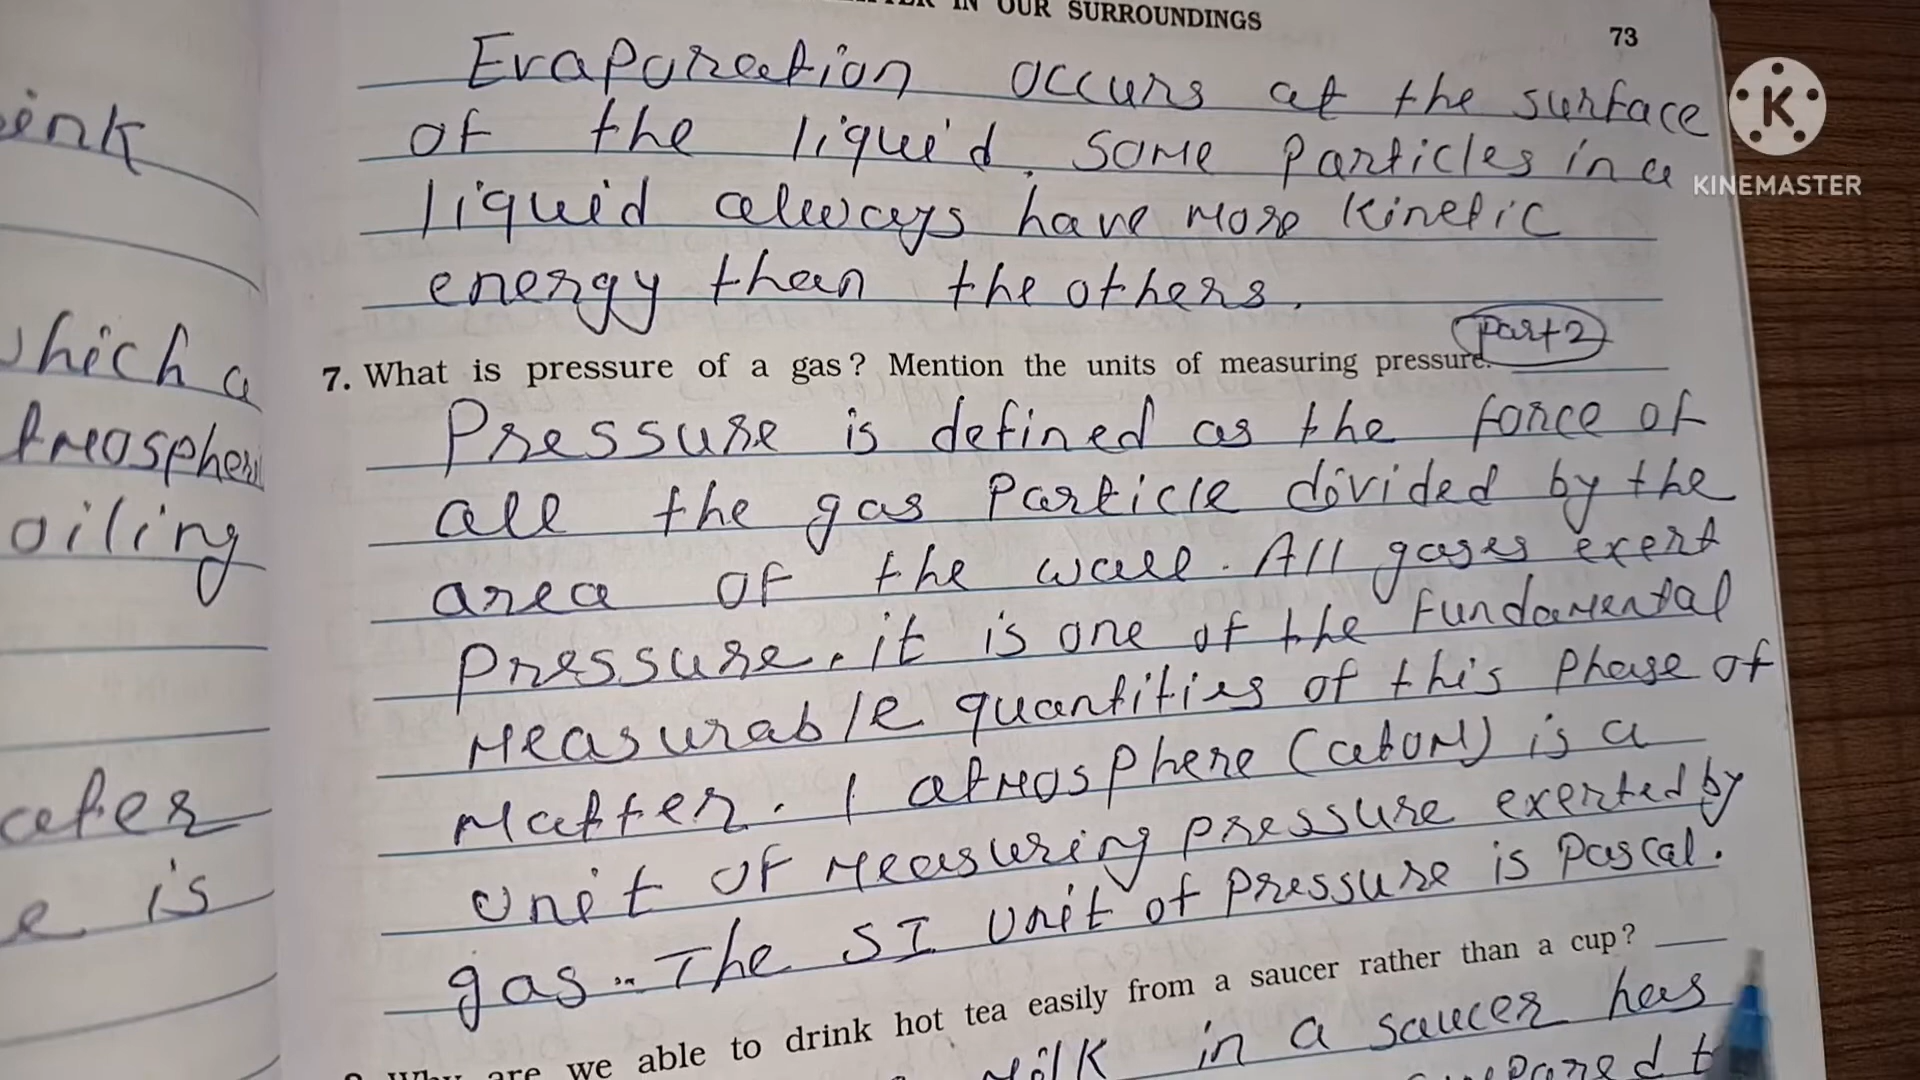 IN OUR SURROUNDINGS
73
Evaporation occurs at the surface
of the liquid. Some particles in a
liquid always have more kinetic
energy than the others.
part 2
7. What is pressure of a gas? Mention the units of measuring pressure.
Pressure is defined as the force of
all the gas particle divided by the
area of the wall. All gases exert
pressure. it is one of the fundamental
measurable quantities of this phase of
matter. 1 atmosphere (atom) is a
unit of measuring pressure exerted by
gas.. The SI unit of pressure is Pascal.
Why are we able to drink hot tea easily from a saucer rather than a cup?
milk in a saucer has
ink
which a
oiling
is
KINEMASTER